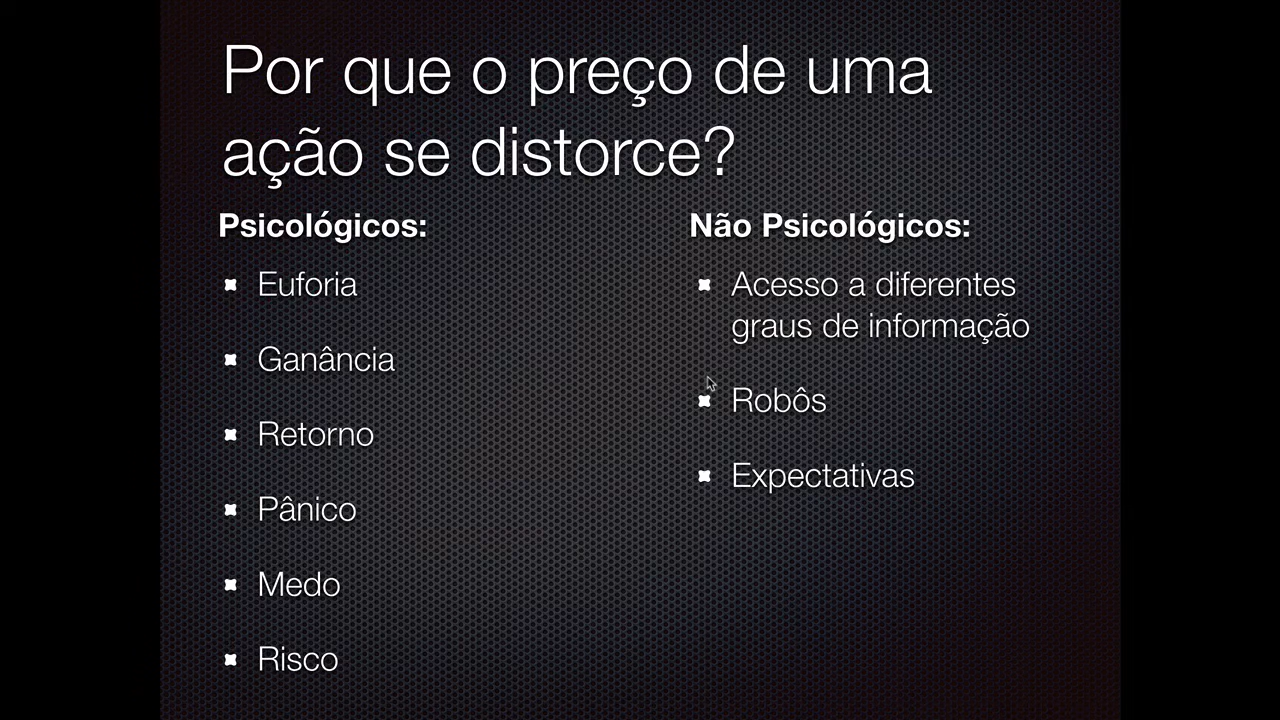 Por que o preço de uma
ação se distorce?
Psicológicos:
Euforia
Ganância
Retorno
Pânico
Medo
Risco
Não Psicológicos:
Acesso a diferentes
graus de informação
Robôs
Expectativas